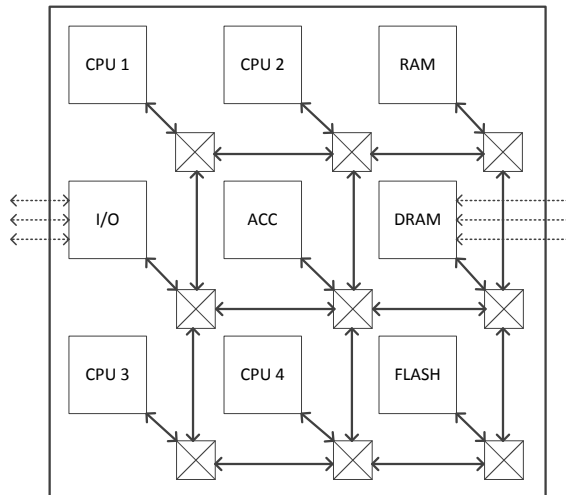 CPU 1
CPU 2
RAM
I/O
ACC
DRAM
CPU 3
CPU 4
FLASH